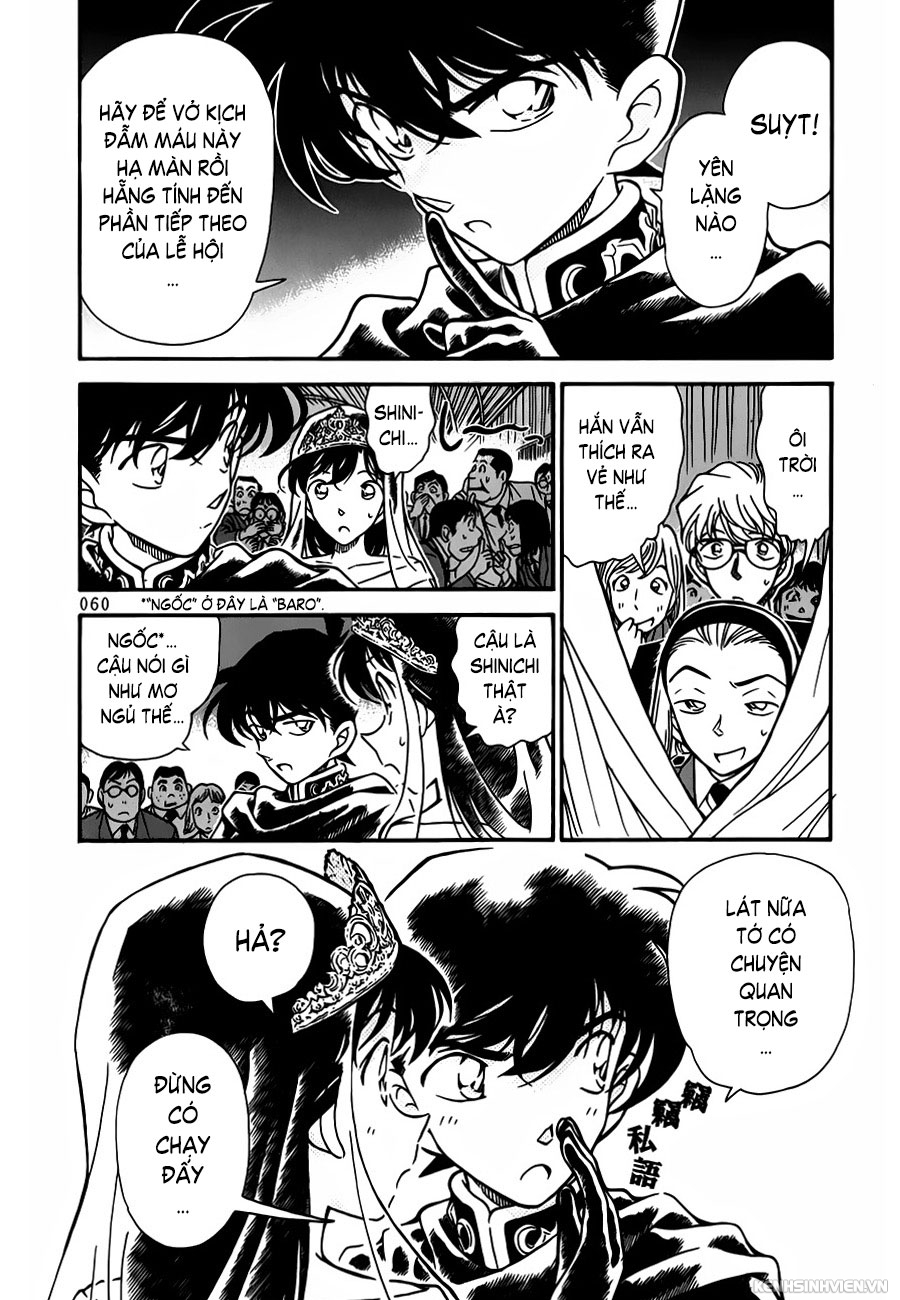 SUỴT!
YÊN
LẶNG
NÀO
...
HÃY ĐỂ VỞ KỊCH
ĐẪM MÁU NÀY
HẠ MÀN RỒI
HẴNG TÍNH ĐẾN
PHẦN TIẾP THEO
CỦA LỄ HỘI
...
ÔI
TRỜI
...
HẮN VẪN
THÍCH RA
VẺ NHƯ
THẾ...
SHINI-
CHI...
060
*"NGỐC" Ở ĐÂY LÀ "BARO".
CẬU LÀ
SHINICHI
THẬT
À?
NGỐC*...
CẬU NÓI GÌ
NHƯ MƠ
NGỦ THẾ...
LÁT NỮA
TỚ CÓ
CHUYỆN
QUAN
TRỌNG
...
HẢ?
竊竊
私語
ĐỪNG
CÓ
CHẠY
ĐẤY
...
KENHSINHVIEN.VN